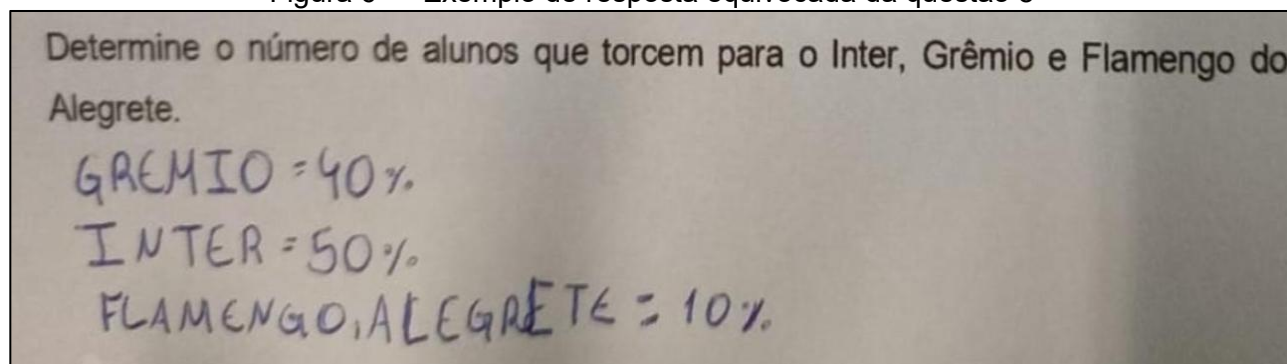 Determine o número de alunos que torcem para o Inter, Grêmio e Flamengo do
Alegrete.
GREMIO = 40%
INTER = 50%
FLAMENGO, ALEGRETE = 10%